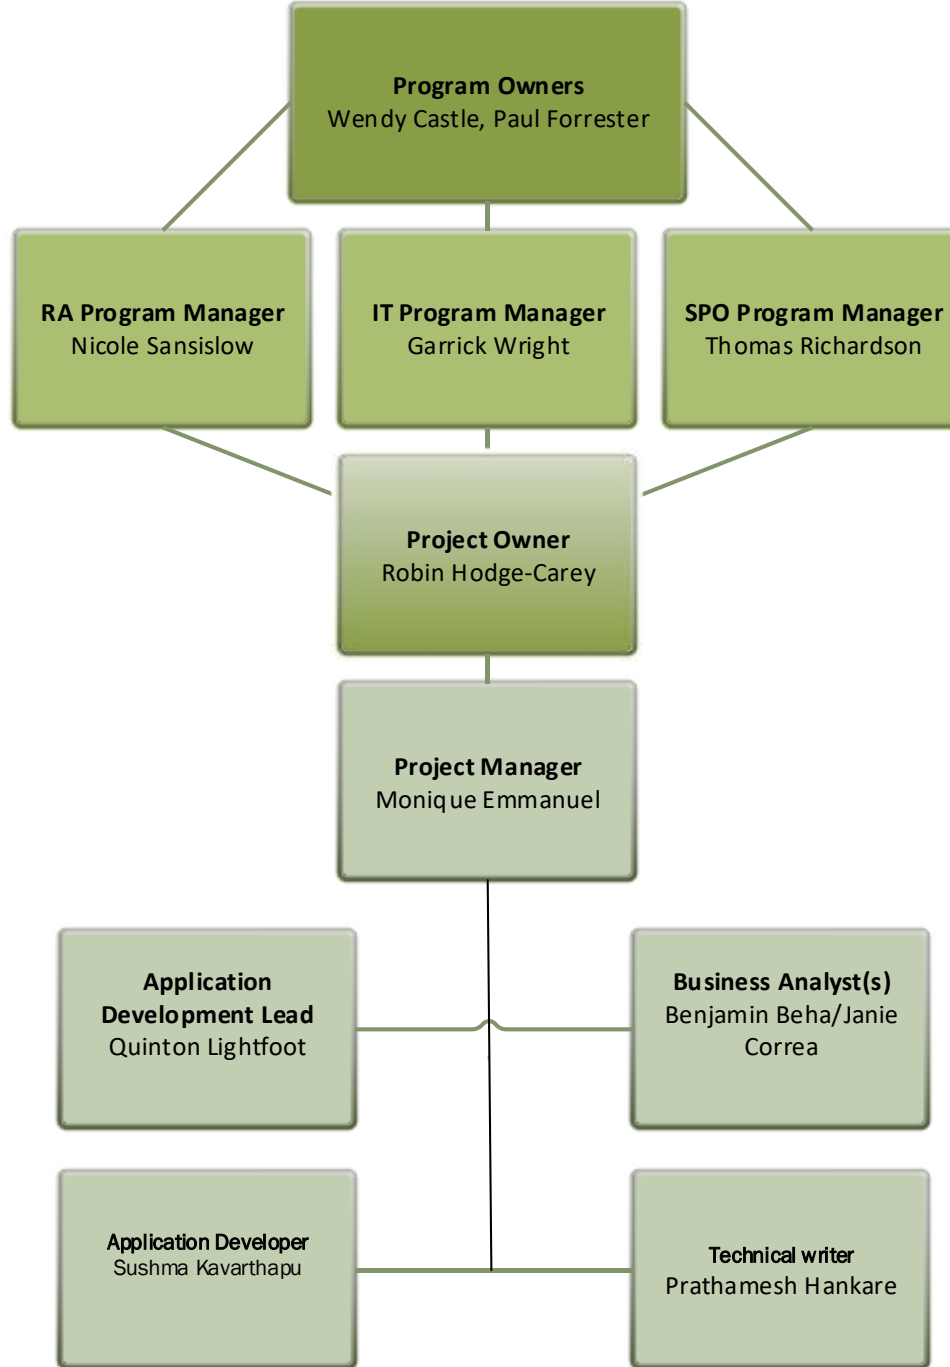 Program Owners
Wendy Castle, Paul Forrester
RA Program Manager
Nicole Sansislow
IT Program Manager
Garrick Wright
SPO Program Manager
Thomas Richardson
Project Owner
Robin Hodge-Carey
Project Manager
Monique Emmanuel
Application
Development Lead
Quinton Lightfoot
Business Analyst(s)
Benjamin Beha/Janie
Correa
Application Developer
Sushma Kavarthapu
Technical writer
Prathamesh Hankare